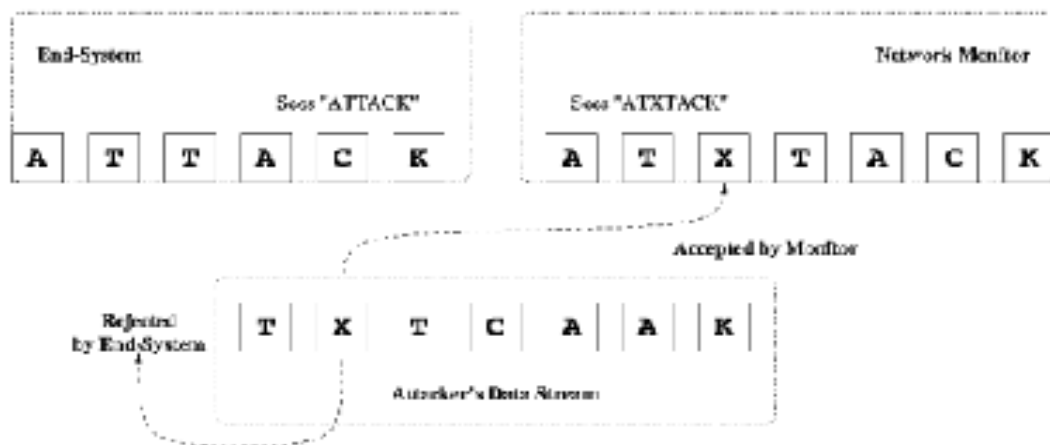 End-System
Network Monitor
Sees "ATTACK"
Sees "ATXTACK"
A T T A C K
A T X T A C K
Accepted by Monitor
Rejected
by End-System
T X T C A A K
Attacker's Data Stream